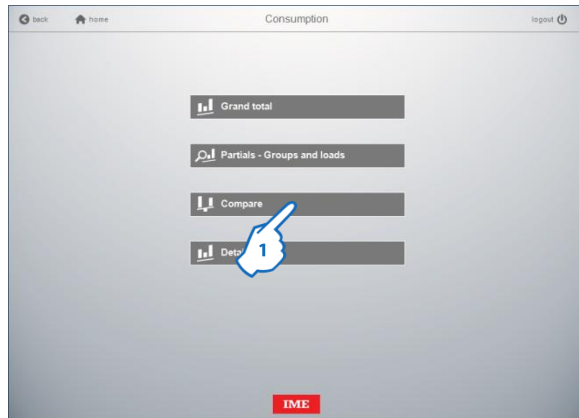 back
home
Consumption
logout
Grand total
Partials - Groups and loads
Compare
1
IME